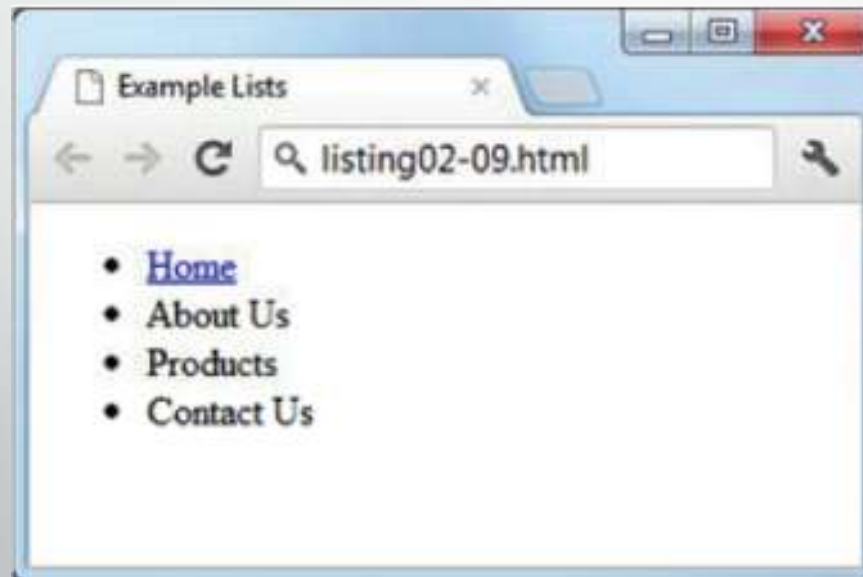 Example Lists
listing02-09.html
Home
About Us
Products
Contact Us